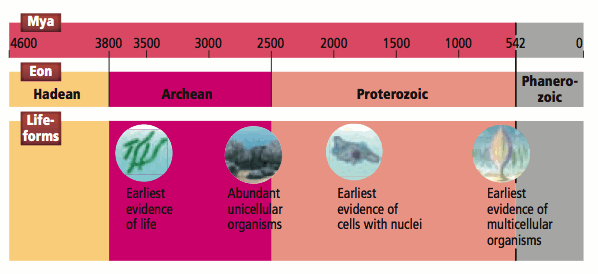 Mya
4600 3800 3500 3000 2500 2000 1500 1000 542 0
Eon
Hadean Archean Proterozoic Phanero-
zoic
Life-
forms
Earliest
evidence
of life
Abundant
unicellular
organisms
Earliest
evidence of
cells with nuclei
Earliest
evidence of
multicellular
organisms